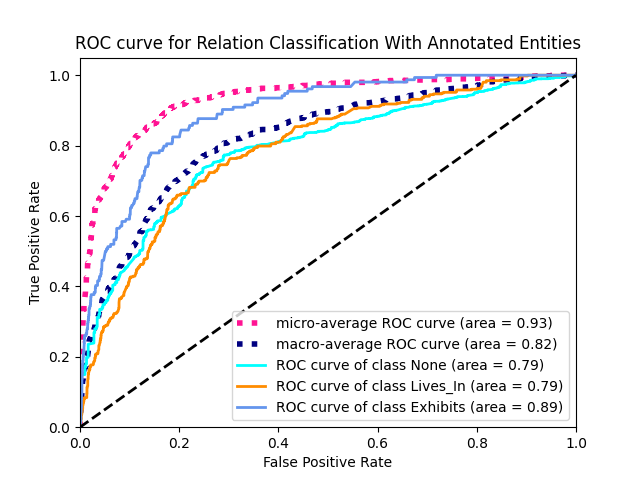 ROC curve for Relation Classification With Annotated Entities
1.0
0.8
0.6
0.4
0.2
0.0
True Positive Rate
micro-average ROC curve (area = 0.93)
macro-average ROC curve (area = 0.82)
ROC curve of class None (area = 0.79)
ROC curve of class Lives_In (area = 0.79)
ROC curve of class Exhibits (area = 0.89)
0.0 0.2 0.4 0.6 0.8 1.0
False Positive Rate